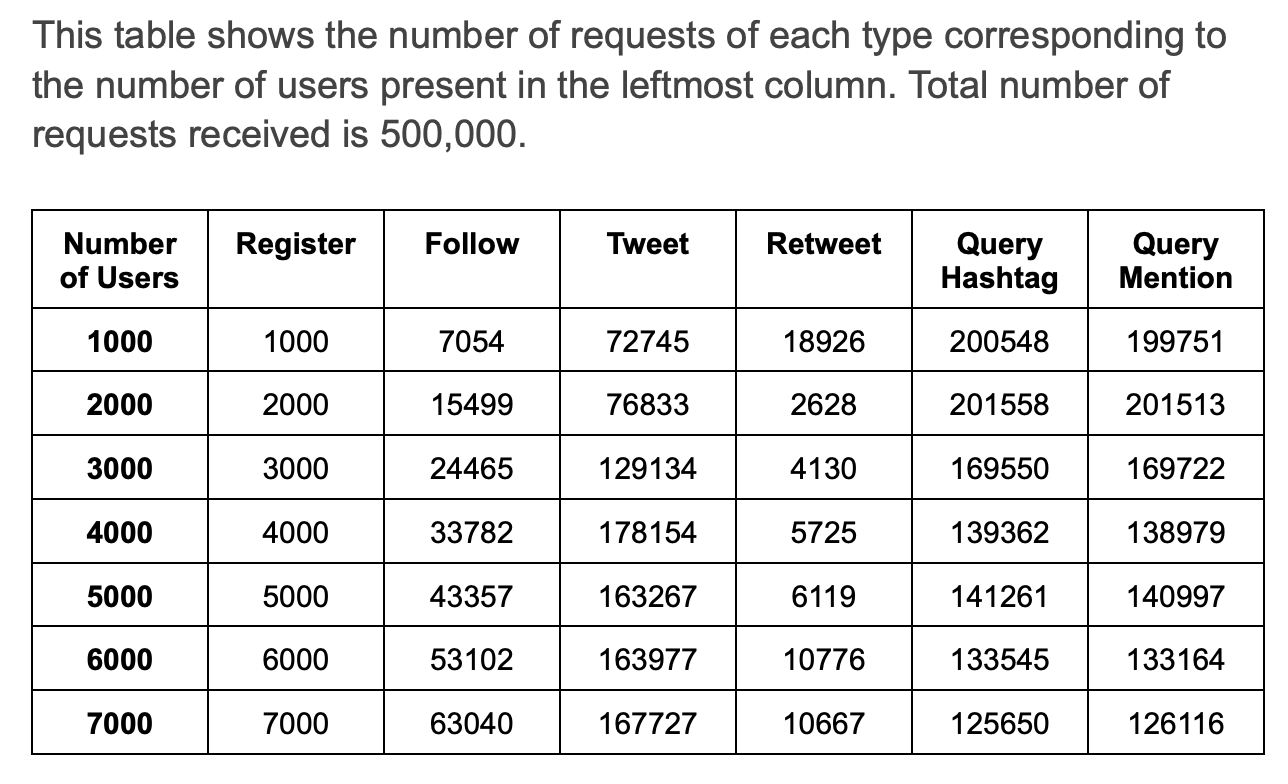 This table shows the number of requests of each type corresponding to
the number of users present in the leftmost column. Total number of
requests received is 500,000.
Number of Users Register Follow Tweet Retweet Query Hashtag Query Mention
1000 1000 7054 72745 18926 200548 199751
2000 2000 15499 76833 2628 201558 201513
3000 3000 24465 129134 4130 169550 169722
4000 4000 33782 178154 5725 139362 138979
5000 5000 43357 163267 6119 141261 140997
6000 6000 53102 163977 10776 133545 133164
7000 7000 63040 167727 10667 125650 126116